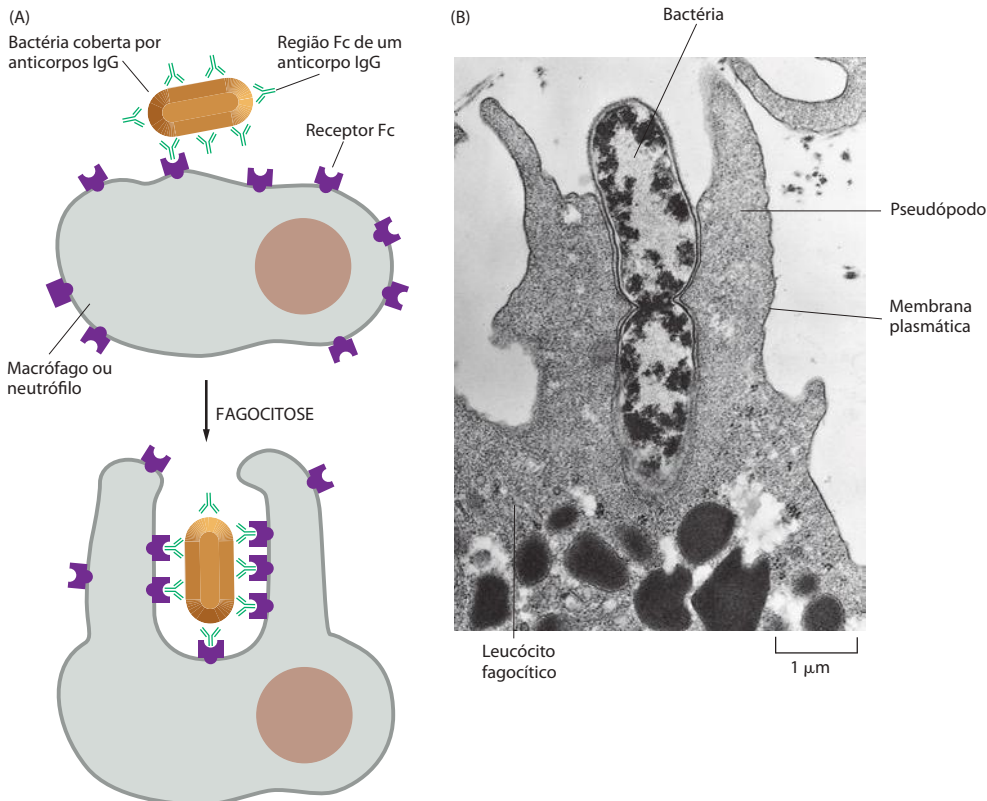 (A)
Bactéria coberta por
anticorpos IgG
Região Fc de um
anticorpo IgG
Receptor Fc
Macrófago ou
neutrófilo
FAGOCITOSE
(B)
Bactéria
Pseudópodo
Membrana
plasmática
Leucócito
fagocítico
1 μm